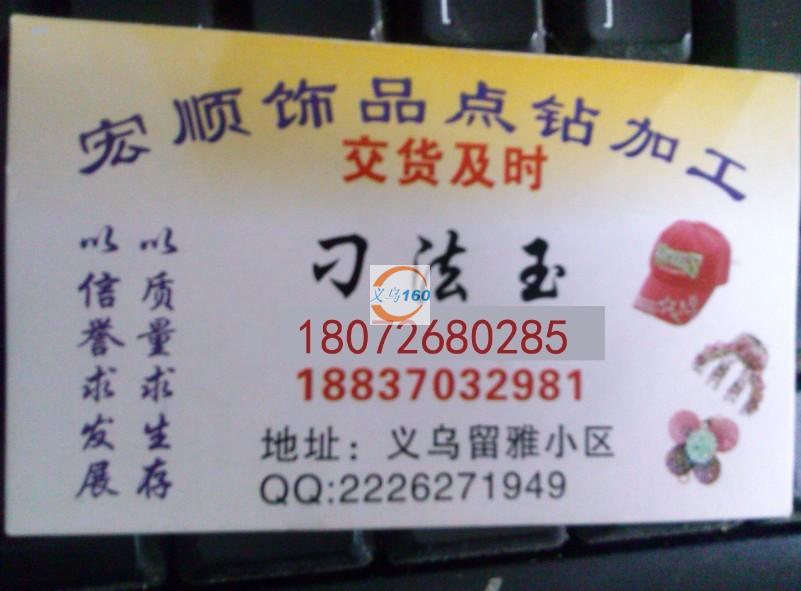 宏顺饰品点钻加工
交货及时
以质量求生存
以信誉求发展
刁法玉
义乌160
18072680285
18837032981
地址：义乌留雅小区
QQ:2226271949